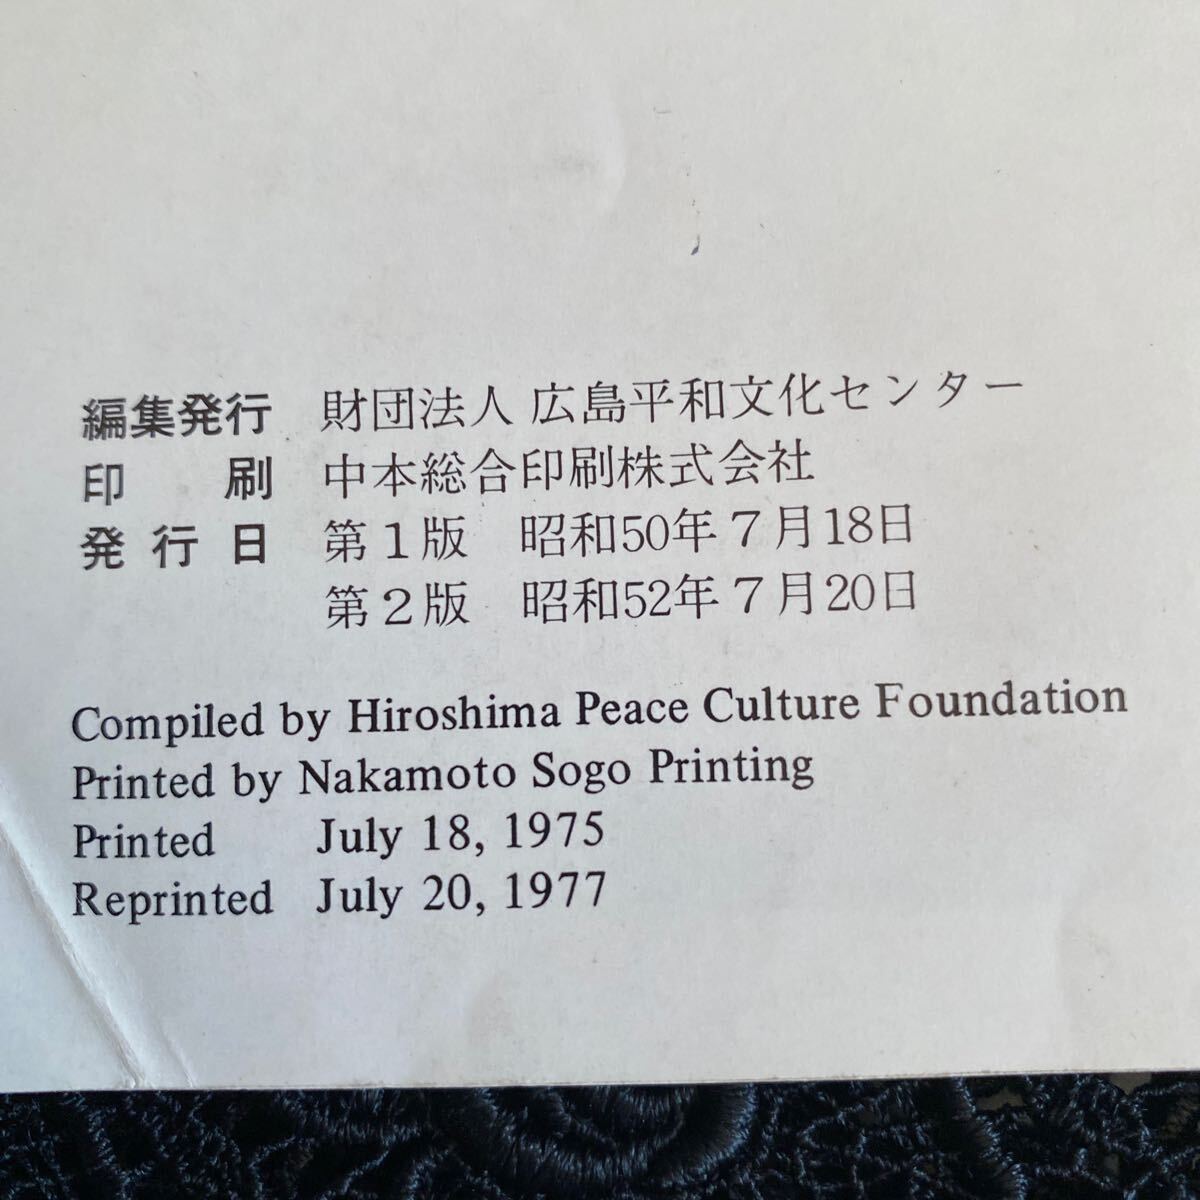 編集発行 財団法人 広島平和文化センター
印刷 中本総合印刷株式会社
発行日 第1版 昭和50年7月18日
第2版 昭和52年7月20日
Compiled by Hiroshima Peace Culture Foundation
Printed by Nakamoto Sogo Printing
Printed July 18, 1975
Reprinted July 20, 1977